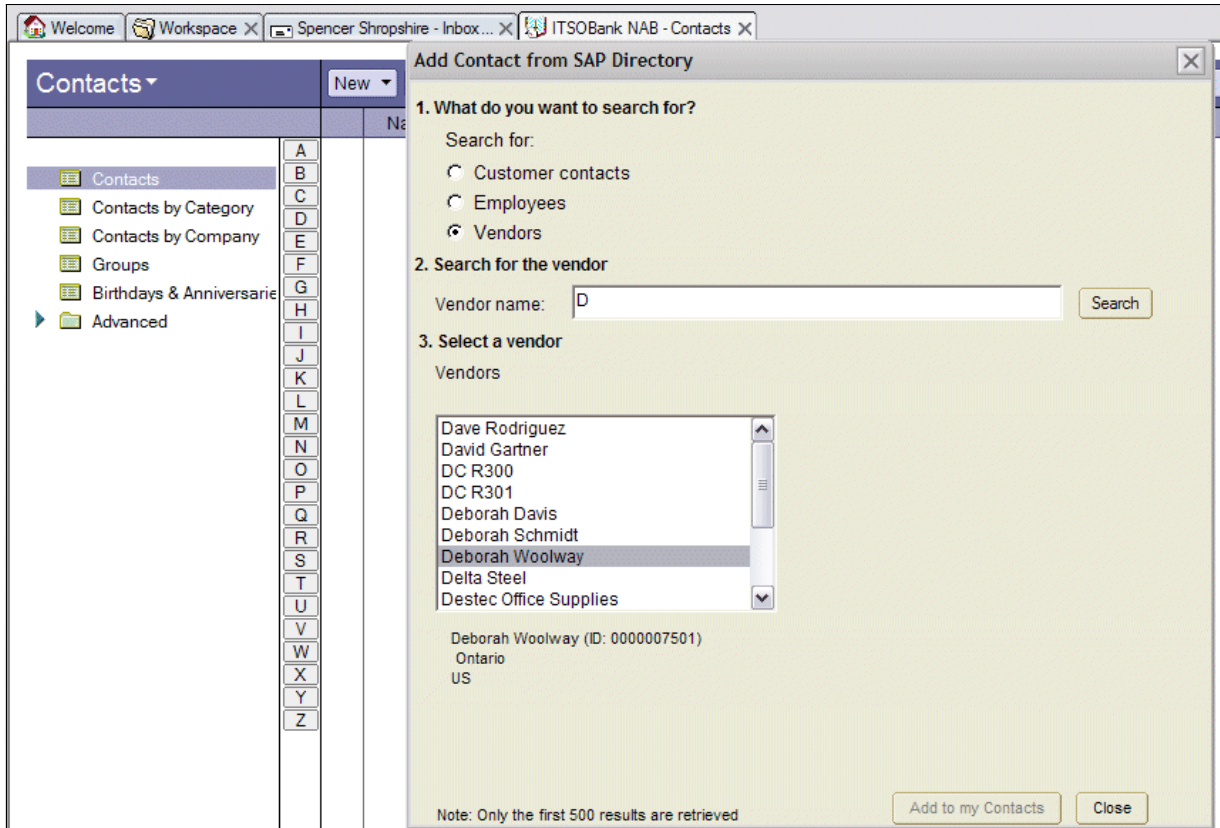 Welcome
Workspace
Spencer Shropshire - Inbox...
ITSOBank NAB - Contacts
Contacts
New
Na
Contacts
Contacts by Category
Contacts by Company
Groups
Birthdays & Anniversarie
Advanced
A
B
C
D
E
F
G
H
I
J
K
L
M
N
O
P
Q
R
S
T
U
V
W
X
Y
Z
Add Contact from SAP Directory
1. What do you want to search for?
Search for:
Customer contacts
Employees
Vendors
2. Search for the vendor
Vendor name: D Search
3. Select a vendor
Vendors
Dave Rodriguez
David Gartner
DC R300
DC R301
Deborah Davis
Deborah Schmidt
Deborah Woolway
Delta Steel
Destec Office Supplies
Deborah Woolway (ID: 0000007501)
Ontario
US
Note: Only the first 500 results are retrieved
Add to my Contacts
Close